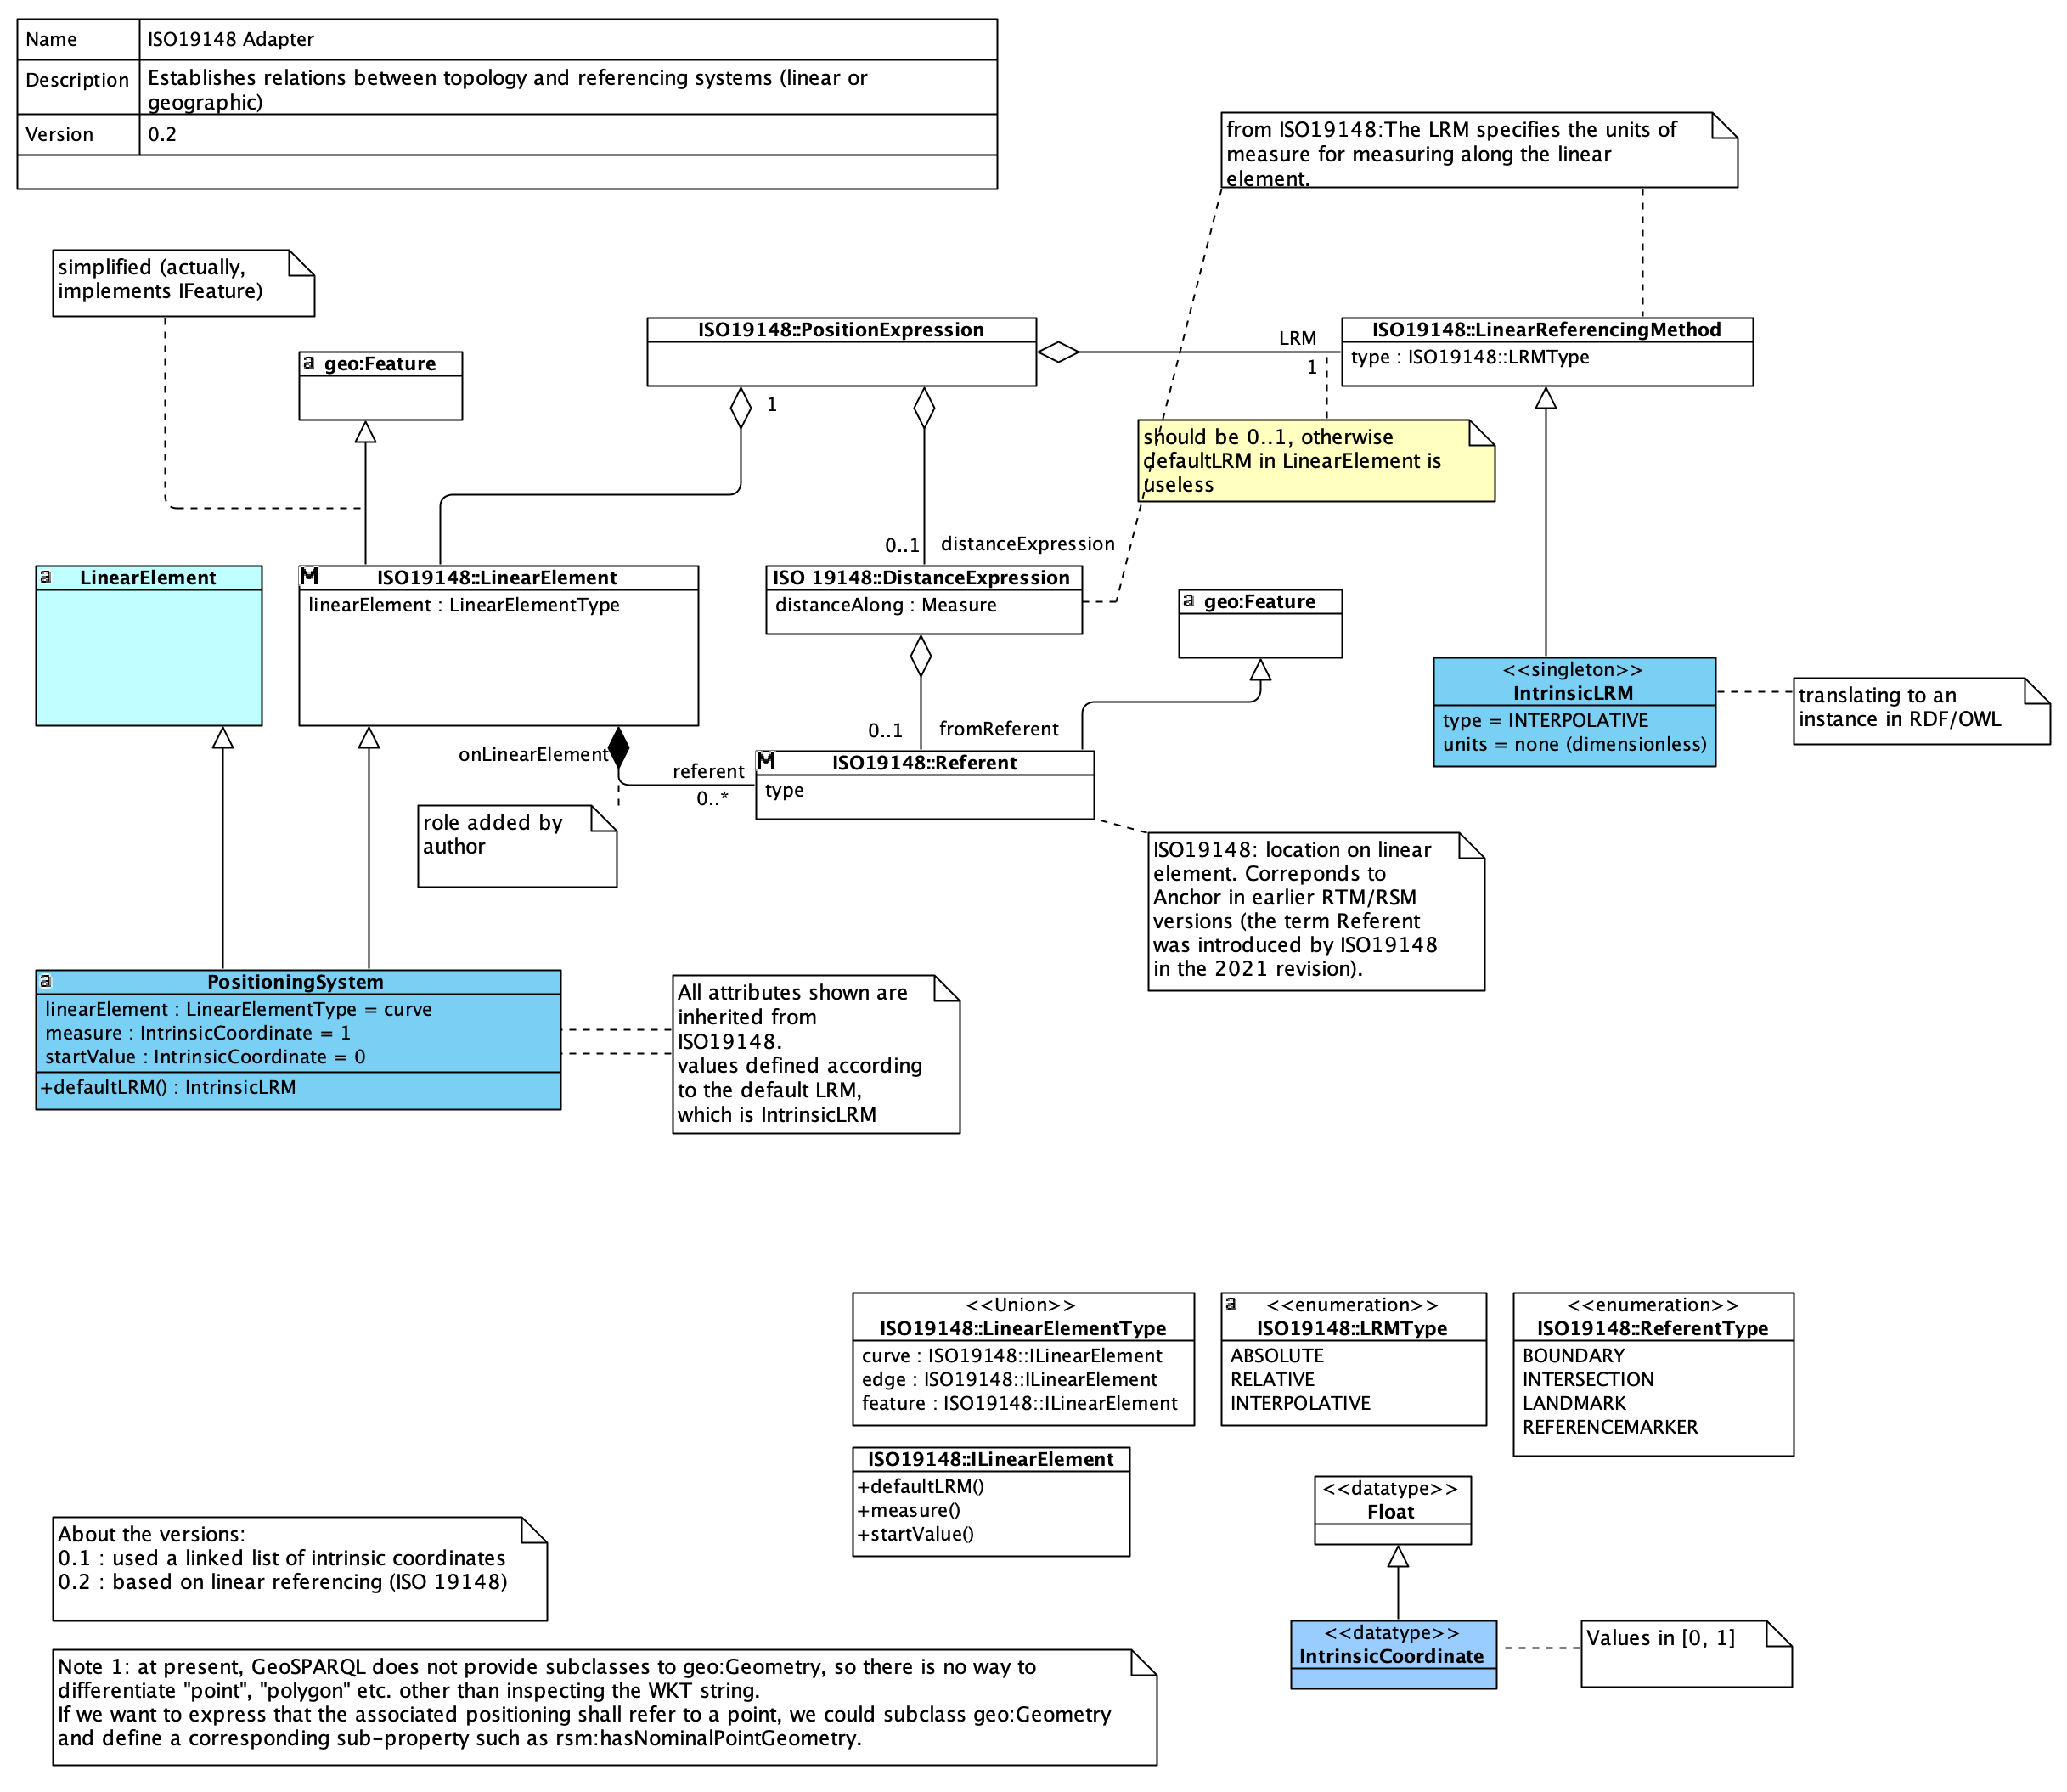 Name
ISO19148 Adapter
Description
Establishes relations between topology and referencing systems (linear or
geographic)
Version
0.2
from ISO19148:The LRM specifies the units of
measure for measuring along the linear
element.
simplified (actually,
implements IFeature)
ISO19148::PositionExpression
LRM
1
ISO19148::LinearReferencingMethod
type : ISO19148::LRMType
a geo:Feature
1
should be 0..1, otherwise
defaultLRM in LinearElement is
useless
0..1
distanceExpression
a LinearElement
M ISO19148::LinearElement
linearElement : LinearElementType
ISO 19148::DistanceExpression
distanceAlong : Measure
a geo:Feature
<<singleton>>
IntrinsicLRM
type = INTERPOLATIVE
units = none (dimensionless)
translating to an
instance in RDF/OWL
0..1
fromReferent
onLinearElement
referent
0..*
M ISO19148::Referent
type
role added by
author
ISO19148: location on linear
element. Correponds to
Anchor in earlier RTM/RSM
versions (the term Referent
was introduced by ISO19148
in the 2021 revision).
a PositioningSystem
linearElement : LinearElementType = curve
measure : IntrinsicCoordinate = 1
startValue : IntrinsicCoordinate = 0
+defaultLRM() : IntrinsicLRM
All attributes shown are
inherited from
ISO19148.
values defined according
to the default LRM,
which is IntrinsicLRM
<<Union>>
ISO19148::LinearElementType
curve : ISO19148::ILinearElement
edge : ISO19148::ILinearElement
feature : ISO19148::ILinearElement
a <<enumeration>>
ISO19148::LRMType
ABSOLUTE
RELATIVE
INTERPOLATIVE
<<enumeration>>
ISO19148::ReferentType
BOUNDARY
INTERSECTION
LANDMARK
REFERENCEMARKER
ISO19148::ILinearElement
+defaultLRM()
+measure()
+startValue()
<<datatype>>
Float
<<datatype>>
IntrinsicCoordinate
Values in [0, 1]
About the versions:
0.1 : used a linked list of intrinsic coordinates
0.2 : based on linear referencing (ISO 19148)
Note 1: at present, GeoSPARQL does not provide subclasses to geo:Geometry, so there is no way to
differentiate "point", "polygon" etc. other than inspecting the WKT string.
If we want to express that the associated positioning shall refer to a point, we could subclass geo:Geometry
and define a corresponding sub-property such as rsm:hasNominalPointGeometry.